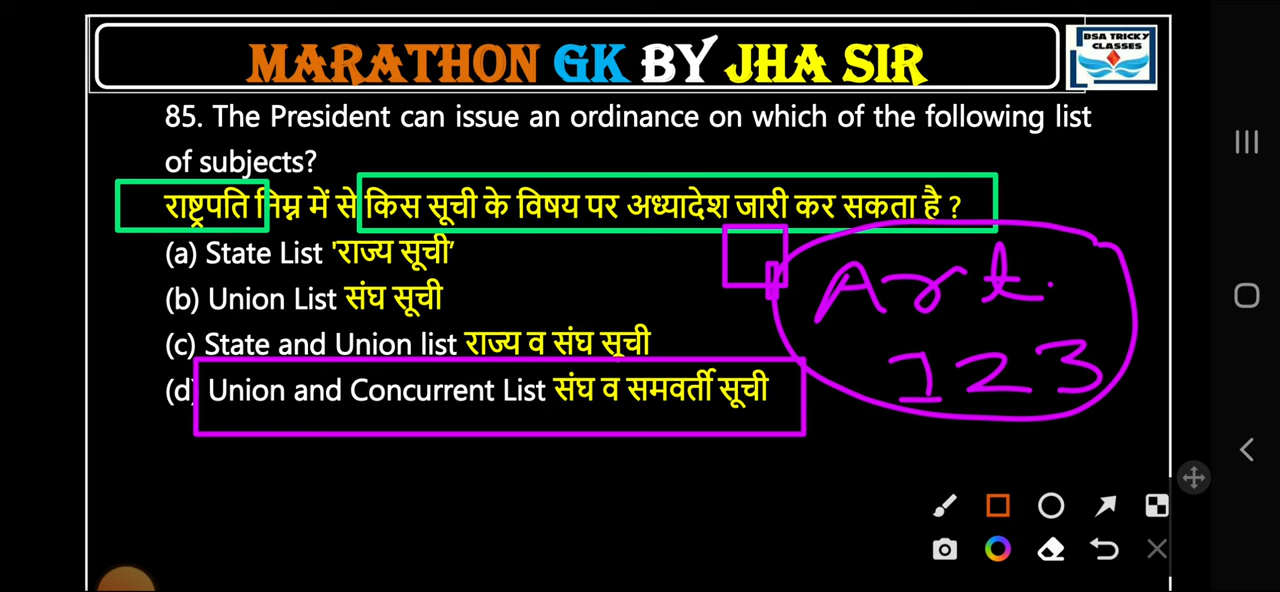 MARATHON GK BY JHA SIR
DSA TRICKY
CLASSES
85. The President can issue an ordinance on which of the following list
of subjects?
राष्ट्रपति निम्न में से किस सूची के विषय पर अध्यादेश जारी कर सकता है ?
(a) State List 'राज्य सूची'
(b) Union List संघ सूची
(c) State and Union list राज्य व संघ सूची
(d) Union and Concurrent List संघ व समवर्ती सूची
Art.
123